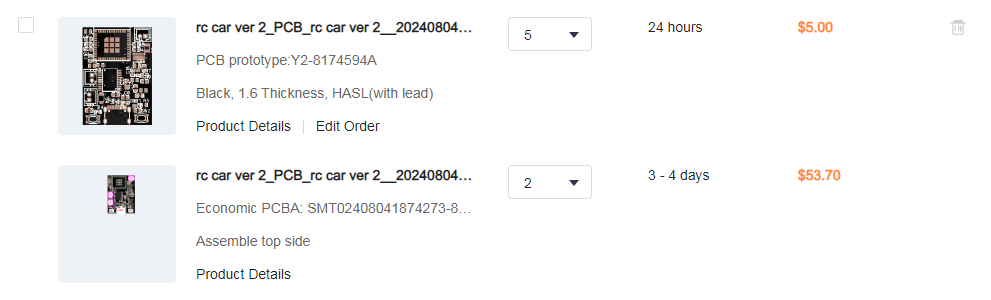 rc car ver 2_PCB_rc car ver 2__20240804…
5
24 hours
$5.00
PCB prototype:Y2-8174594A
Black, 1.6 Thickness, HASL(with lead)
Product Details
Edit Order
rc car ver 2_PCB_rc car ver 2__20240804…
2
3 - 4 days
$53.70
Economic PCBA: SMT02408041874273-8…
Assemble top side
Product Details